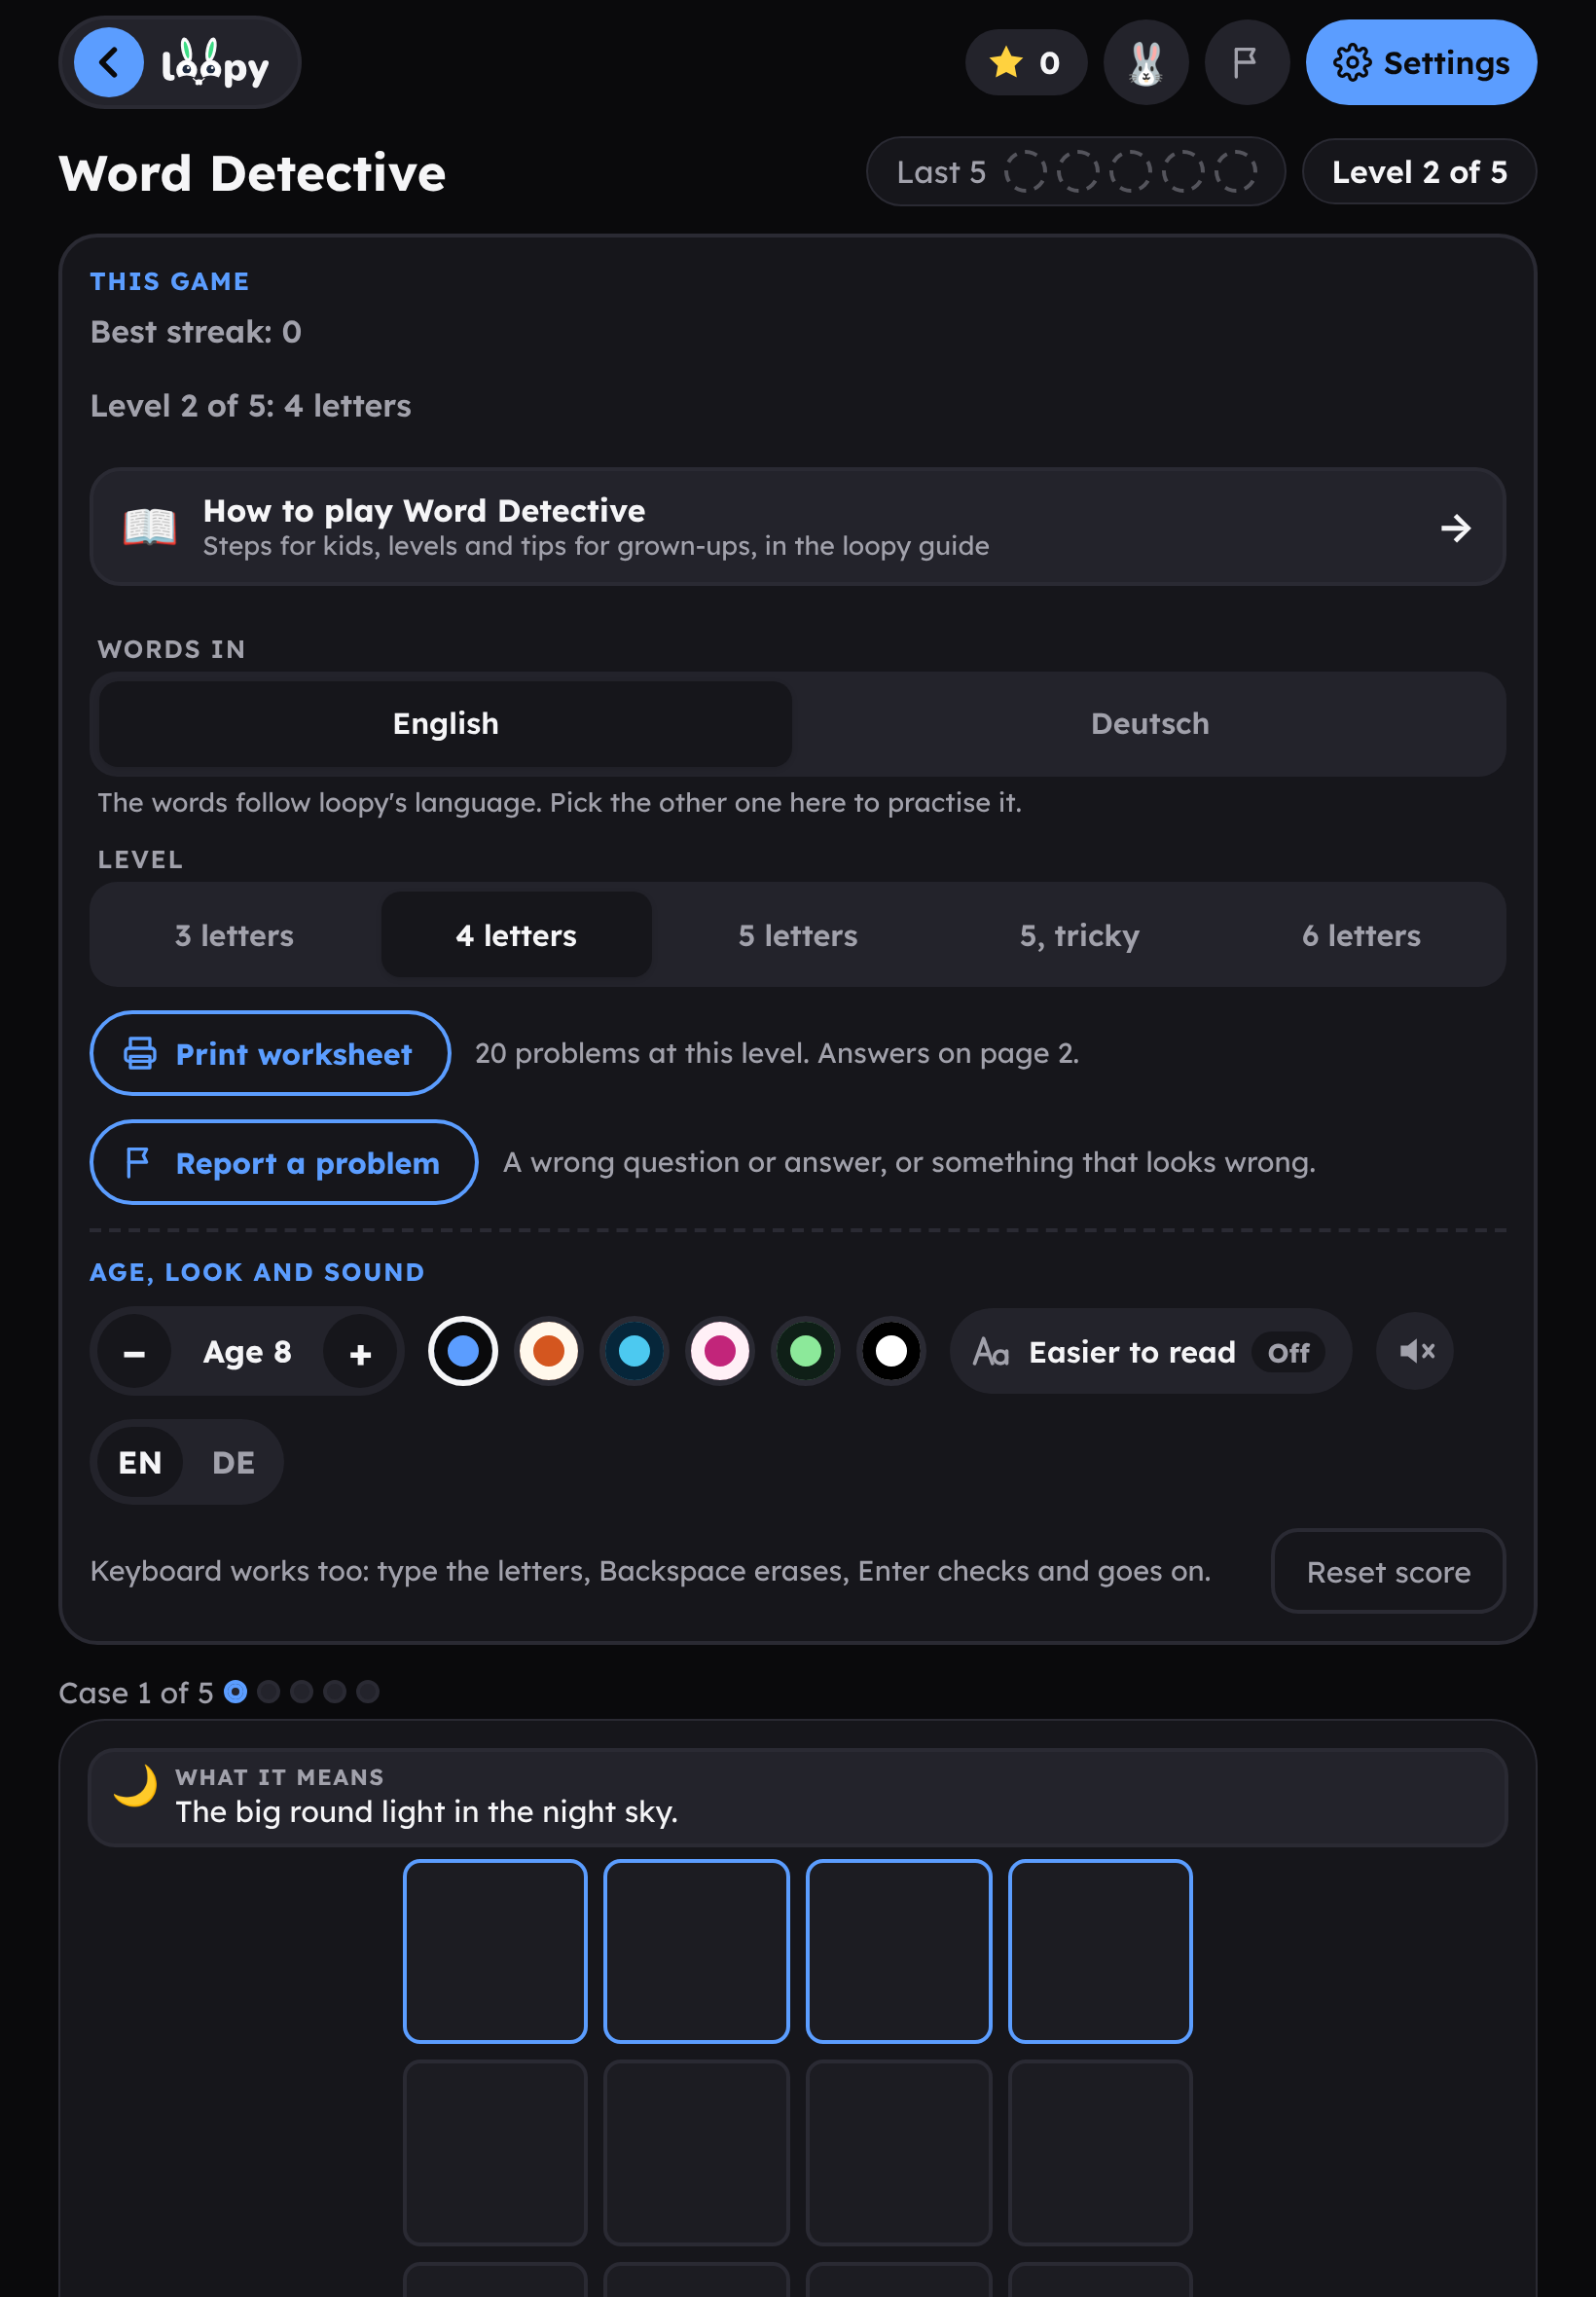 loopy
0
Settings
Word Detective
Last 5
Level 2 of 5
THIS GAME
Best streak: 0
Level 2 of 5: 4 letters
How to play Word Detective
Steps for kids, levels and tips for grown-ups, in the loopy guide
WORDS IN
English
Deutsch
The words follow loopy's language. Pick the other one here to practise it.
LEVEL
3 letters
4 letters
5 letters
5, tricky
6 letters
Print worksheet
20 problems at this level. Answers on page 2.
Report a problem
A wrong question or answer, or something that looks wrong.
AGE, LOOK AND SOUND
− Age 8 +
Aa Easier to read Off
EN DE
Keyboard works too: type the letters, Backspace erases, Enter checks and goes on.
Reset score
Case 1 of 5
WHAT IT MEANS
The big round light in the night sky.